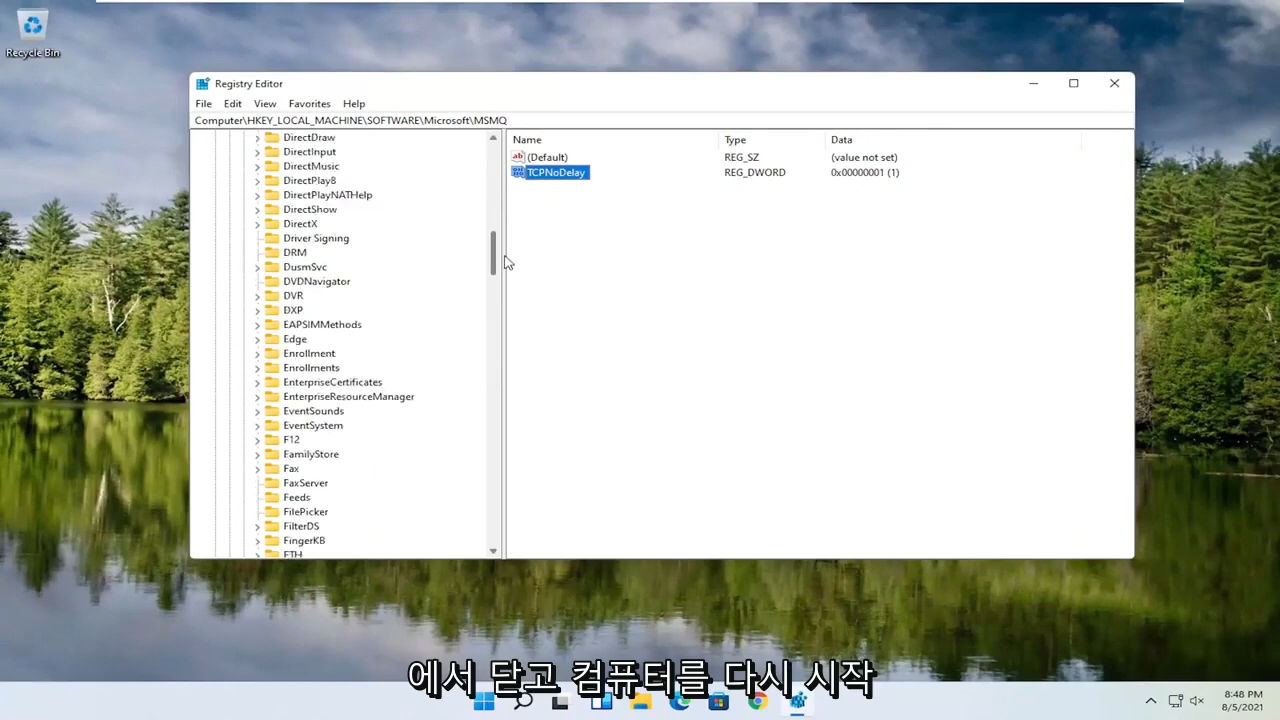 Recycle Bin
Registry Editor
File Edit View Favorites Help
Computer\HKEY_LOCAL_MACHINE\SOFTWARE\Microsoft\MSMQ
DirectDraw
DirectInput
DirectMusic
DirectPlay8
DirectPlayNATHelp
DirectShow
DirectX
Driver Signing
DRM
DusmSvc
DVDNavigator
DVR
DXP
EAPSIMMethods
Edge
Enrollment
Enrollments
EnterpriseCertificates
EnterpriseResourceManager
EventSounds
EventSystem
F12
FamilyStore
Fax
FaxServer
Feeds
FilePicker
FilterDS
FingerKB
FTH
Name Type Data
(Default) REG_SZ (value not set)
TCPNoDelay REG_DWORD 0x00000001 (1)
에서 닫고 컴퓨터를 다시 시작
8:48 PM
8/5/2021